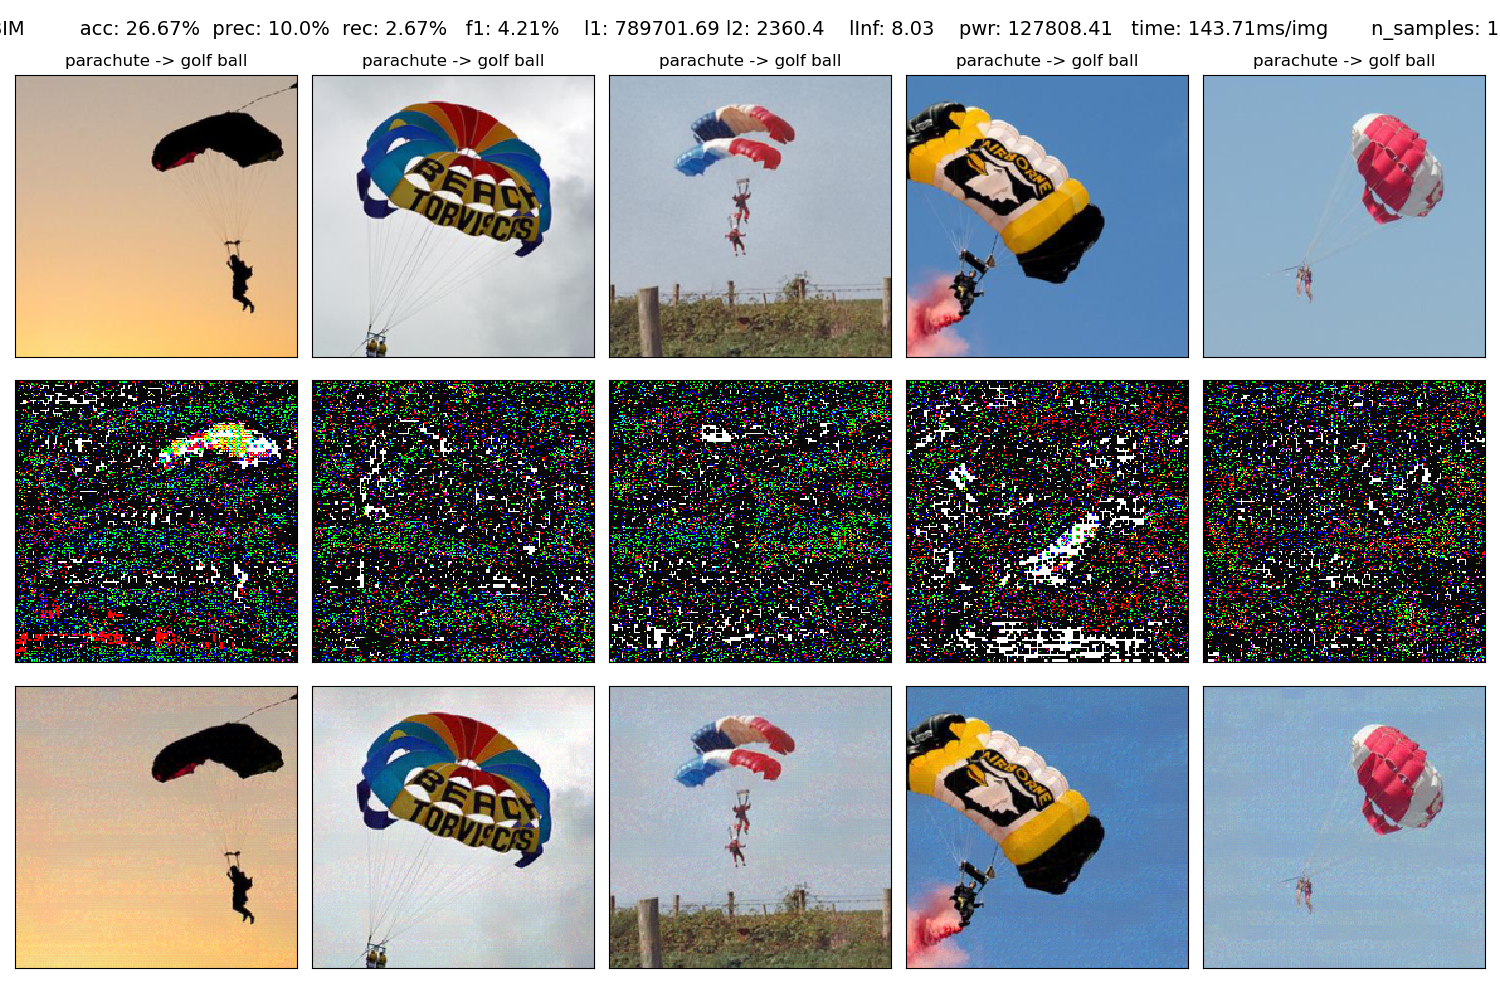 IM acc: 26.67% prec: 10.0% rec: 2.67% f1: 4.21% l1: 789701.69 l2: 2360.4 lInf: 8.03 pwr: 127808.41 time: 143.71ms/img n_samples: 1
parachute -> golf ball
parachute -> golf ball
parachute -> golf ball
parachute -> golf ball
parachute -> golf ball
BEACH
TORVISCAS
AIRBORNE
BEACH
TORVISCAS
AIRBORNE